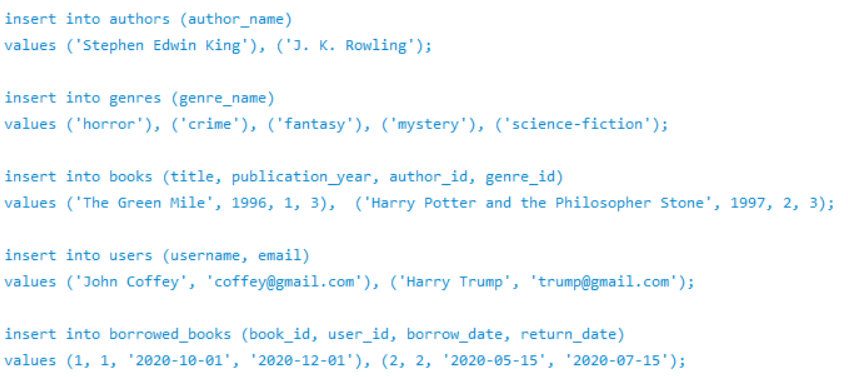 insert into authors (author_name)
values ('Stephen Edwin King'), ('J. K. Rowling');
insert into genres (genre_name)
values ('horror'), ('crime'), ('fantasy'), ('mystery'), ('science-fiction');
insert into books (title, publication_year, author_id, genre_id)
values ('The Green Mile', 1996, 1, 3),  ('Harry Potter and the Philosopher Stone', 1997, 2, 3);
insert into users (username, email)
values ('John Coffey', 'coffey@gmail.com'), ('Harry Trump', 'trump@gmail.com');
insert into borrowed_books (book_id, user_id, borrow_date, return_date)
values (1, 1, '2020-10-01', '2020-12-01'), (2, 2, '2020-05-15', '2020-07-15');